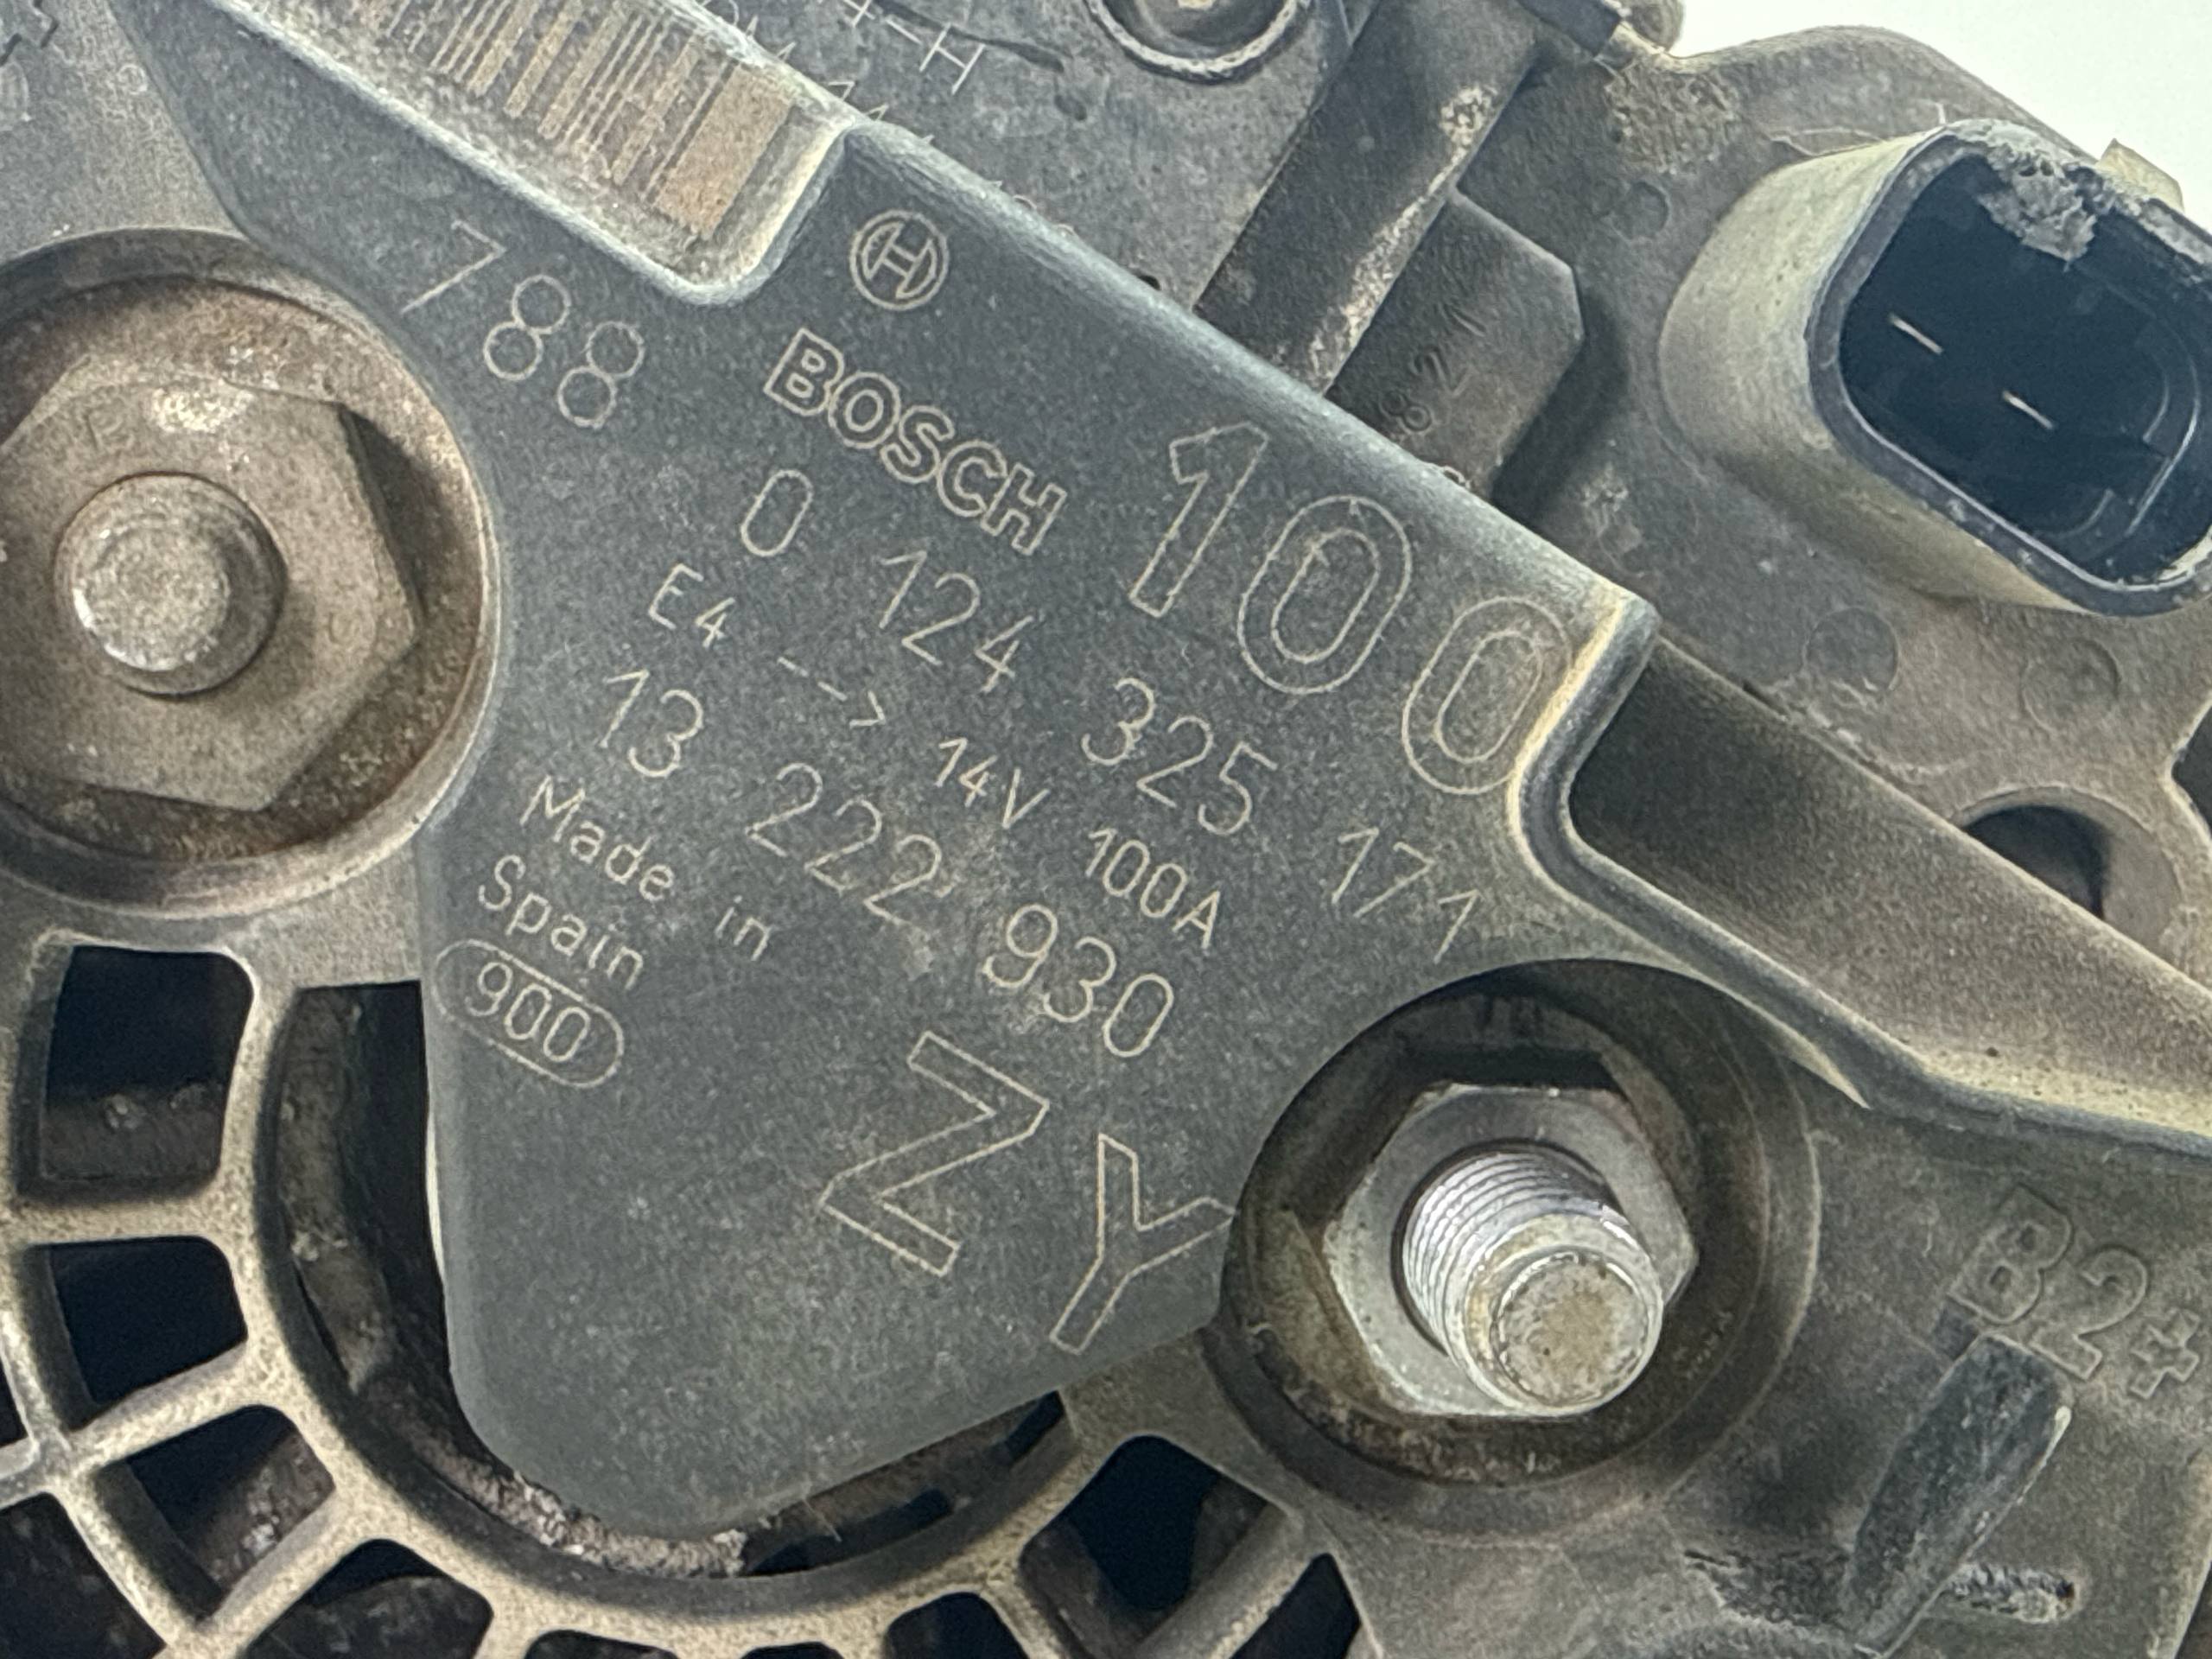 788
BOSCH 100
0 124 325 171
E4 --> 14V 100A
13 222 930
Made in
Spain
900
ZY
B2+